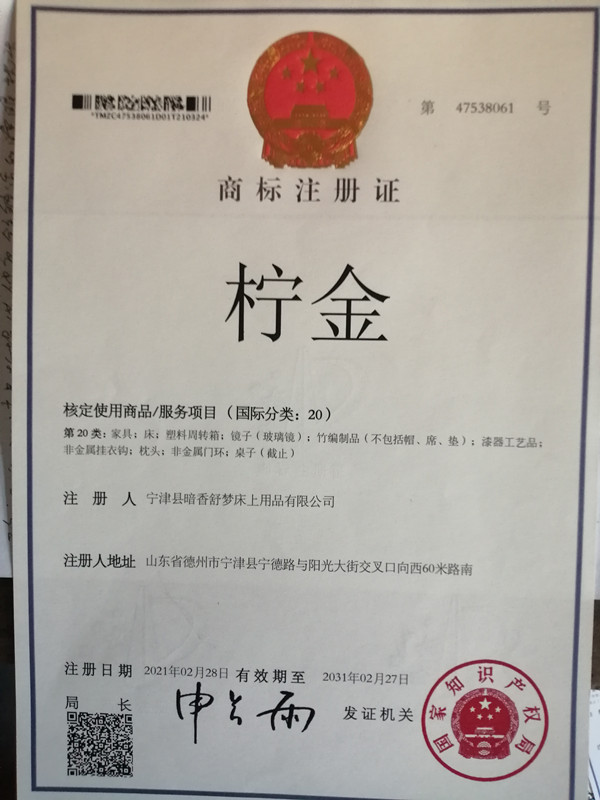 *TMZC47538061D01T210324*
第 47538061 号
商标注册证
柠金
核定使用商品/服务项目（国际分类：20）
第20类：家具；床；塑料周转箱；镜子（玻璃镜）；竹编制品（不包括帽、席、垫）；漆器工艺品；
非金属挂衣钩；枕头；非金属门环；桌子（截止）
注 册 人 宁津县暗香舒梦床上用品有限公司
注册人地址 山东省德州市宁津县宁德路与阳光大街交叉口向西60米路南
注册日期 2021年02月28日 有效期至 2031年02月27日
局 长 申长雨 发证机关
国家知识产权局